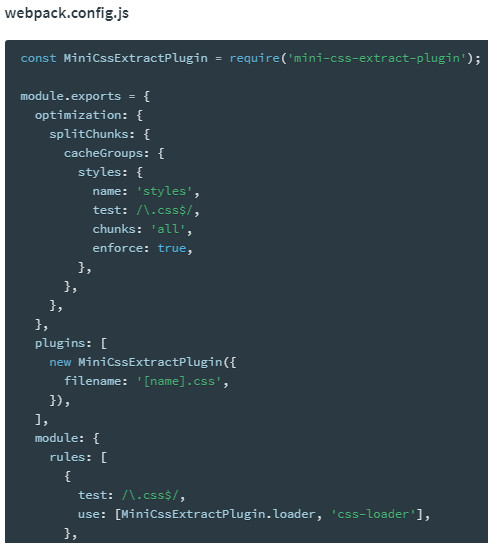 webpack.config.js
const MiniCssExtractPlugin = require('mini-css-extract-plugin');
module.exports = {
  optimization: {
    splitChunks: {
      cacheGroups: {
        styles: {
          name: 'styles',
          test: /\.css$/,
          chunks: 'all',
          enforce: true,
        },
      },
    },
  },
  plugins: [
    new MiniCssExtractPlugin({
      filename: '[name].css',
    }),
  ],
  module: {
    rules: [
      {
        test: /\.css$/,
        use: [MiniCssExtractPlugin.loader, 'css-loader'],
      },